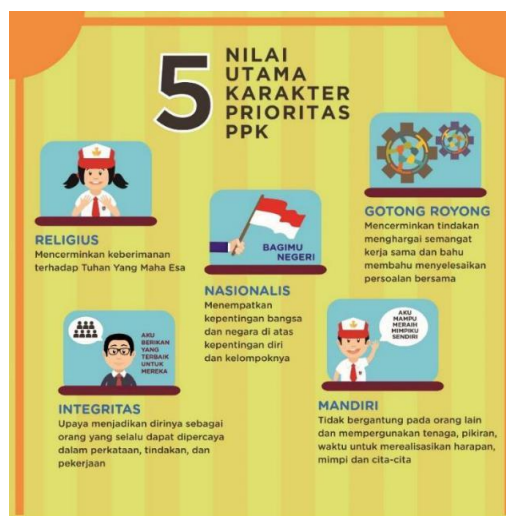 5
NILAI
UTAMA
KARAKTER
PRIORITAS
PPK
RELIGIUS
Mencerminkan keberimanan
terhadap Tuhan Yang Maha Esa
BAGIMU
NEGERI
NASIONALIS
Menempatkan
kepentingan bangsa
dan negara di atas
kepentingan diri
dan kelompoknya
GOTONG ROYONG
Mencerminkan tindakan
menghargai semangat
kerja sama dan bahu
membahu menyelesaikan
persoalan bersama
AKU
BERIKAN
YANG
TERBAIK
UNTUK
MEREKA
INTEGRITAS
Upaya menjadikan dirinya sebagai
orang yang selalu dapat dipercaya
dalam perkataan, tindakan, dan
pekerjaan
AKU
MAMPU
MERAIH
MIMPIKU
SENDIRI
MANDIRI
Tidak bergantung pada orang lain
dan mempergunakan tenaga, pikiran,
waktu untuk merealisasikan harapan,
mimpi dan cita-cita